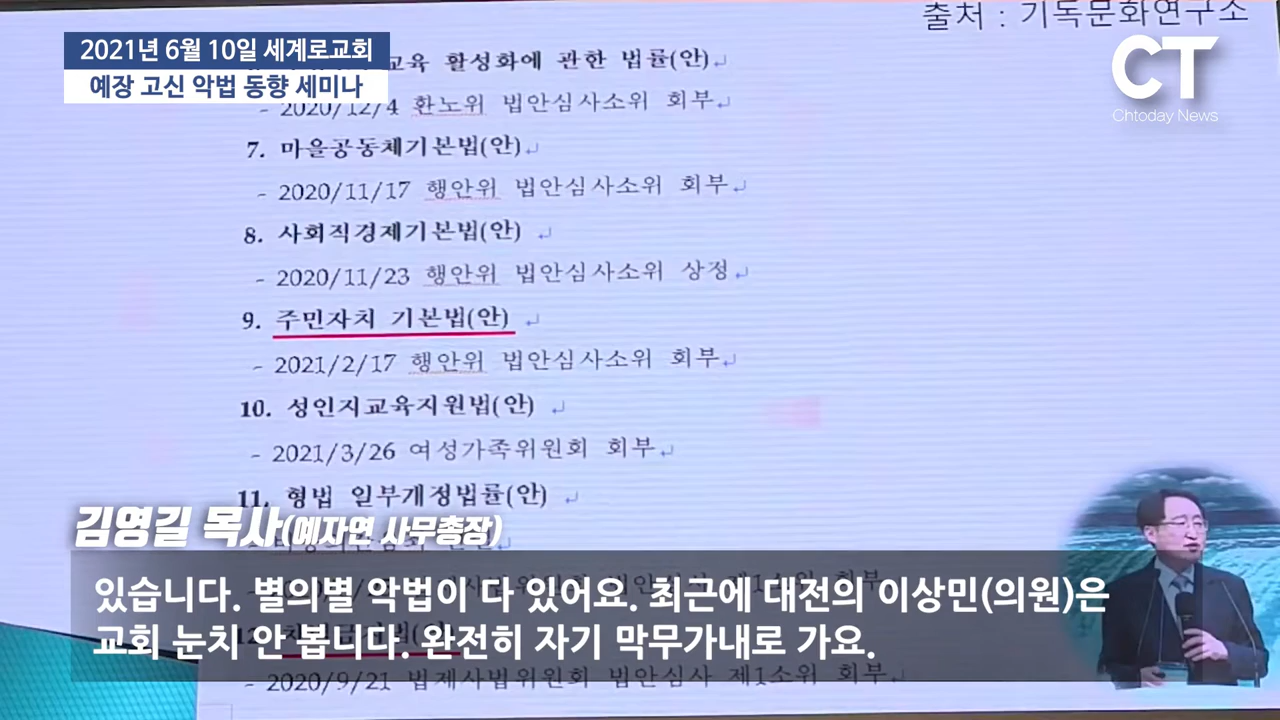 출처 : 기독문화연구소
2021년 6월 10일 세계로교회
예장 고신 악법 동향 세미나
CT
Chtoday News
교육 활성화에 관한 법률(안)
- 2020/12/4 환노위 법안심사소위 회부
7. 마을공동체기본법(안)
- 2020/11/17 행안위 법안심사소위 회부
8. 사회적경제기본법(안)
- 2020/11/23 행안위 법안심사소위 상정
9. 주민자치 기본법(안)
- 2021/2/17 행안위 법안심사소위 회부
10. 성인지교육지원법(안)
- 2021/3/26 여성가족위원회 회부
11. 형법 일부개정법률(안)
김영길 목사(예자연 사무총장)
있습니다. 별의별 악법이 다 있어요. 최근에 대전의 이상민(의원)은
교회 눈치 안 봅니다. 완전히 자기 막무가내로 가요.
- 2020/9/21 법제사법위원회 법안심사 제1소위 회부